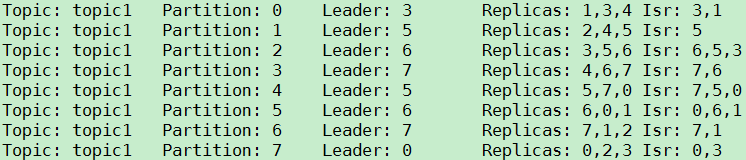 Topic: topic1 Partition: 0 Leader: 3 Replicas: 1,3,4 Isr: 3,1
Topic: topic1 Partition: 1 Leader: 5 Replicas: 2,4,5 Isr: 5
Topic: topic1 Partition: 2 Leader: 6 Replicas: 3,5,6 Isr: 6,5,3
Topic: topic1 Partition: 3 Leader: 7 Replicas: 4,6,7 Isr: 7,6
Topic: topic1 Partition: 4 Leader: 5 Replicas: 5,7,0 Isr: 7,5,0
Topic: topic1 Partition: 5 Leader: 6 Replicas: 6,0,1 Isr: 0,6,1
Topic: topic1 Partition: 6 Leader: 7 Replicas: 7,1,2 Isr: 7,1
Topic: topic1 Partition: 7 Leader: 0 Replicas: 0,2,3 Isr: 0,3